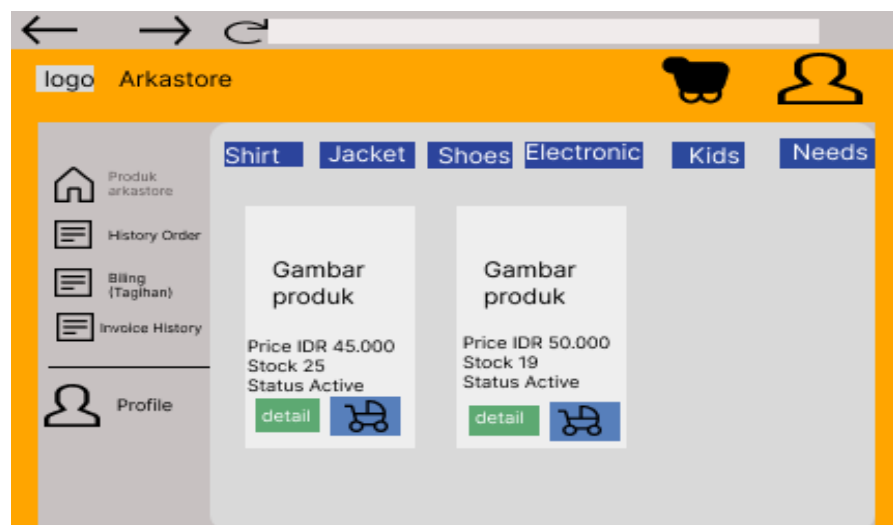 logo Arkastore
Shirt Jacket Shoes Electronic Kids Needs
Produk
arkastore
History Order
Biling
(Tagihan)
Invoice History
Profile
Gambar
produk
Price IDR 45.000
Stock 25
Status Active
detail
Gambar
produk
Price IDR 50.000
Stock 19
Status Active
detail